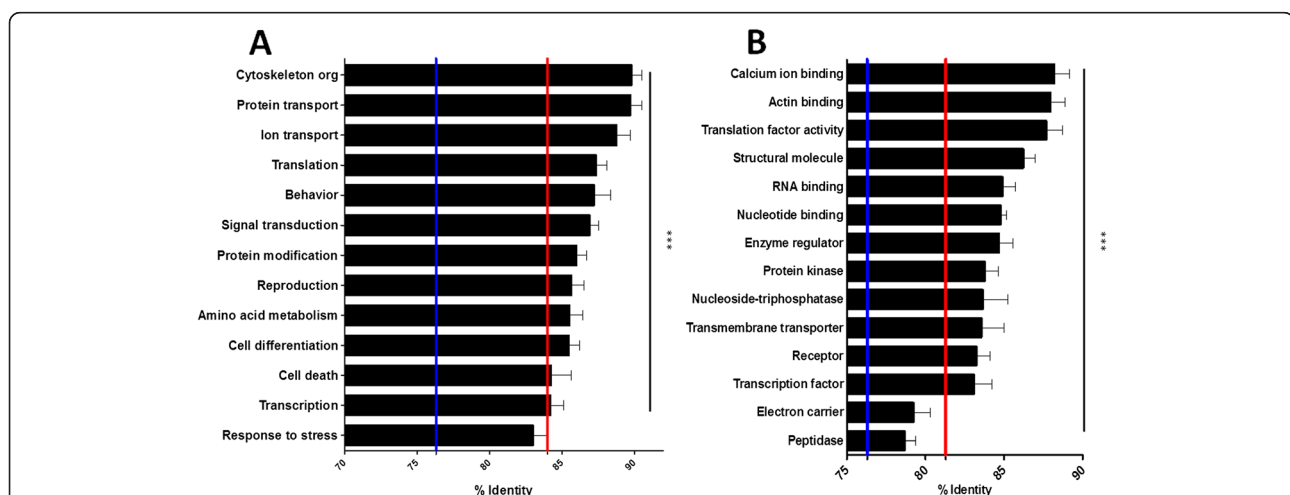 A
Cytoskeleton org
Protein transport
Ion transport
Translation
Behavior
Signal transduction
Protein modification
Reproduction
Amino acid metabolism
Cell differentiation
Cell death
Transcription
Response to stress
***
70
75
80
85
90
% Identity
B
Calcium ion binding
Actin binding
Translation factor activity
Structural molecule
RNA binding
Nucleotide binding
Enzyme regulator
Protein kinase
Nucleoside-triphosphatase
Transmembrane transporter
Receptor
Transcription factor
Electron carrier
Peptidase
***
75
80
85
90
% Identity